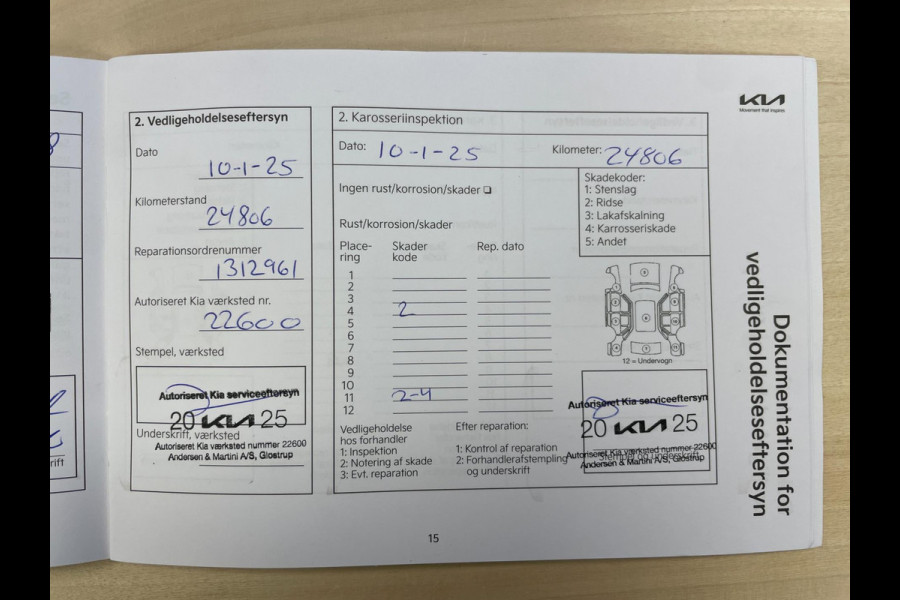 KIA
Movement that inspires
Dokumentation for
vedligeholdelseseftersyn
2. Vedligeholdelseseftersyn
Dato
10-1-25
Kilometerstand
24806
Reparationsordrenummer
1312961
Autoriseret Kia værksted nr.
22600
Stempel, værksted
Autoriseret Kia serviceeftersyn
20 KIA 25
Underskrift, værksted
Autoriseret Kia værksted nummer 22600
Andersen & Martini A/S, Glostrup
2. Karosseriinspektion
Dato: 10-1-25 Kilometer: 24806
Ingen rust/korrosion/skader
Skadekoder:
1: Stenslag
2: Ridse
3: Lakafskalning
4: Karrosseriskade
5: Andet
Rust/korrosion/skader
Place-ring Skader kode Rep. dato
1
2
3
4 2
5
6
7
8
9
10
11 2-4
12
12 = Undervogn
Vedligeholdelse
hos forhandler
1: Inspektion
2: Notering af skade
3: Evt. reparation
Efter reparation:
1: Kontrol af reparation
2: Forhandlerafstempling
og underskrift
Autoriseret Kia serviceeftersyn
20 KIA 25
Autoriseret Kia værksted nummer 22600
Stempel og underskrift
Andersen & Martini A/S, Glostrup
15